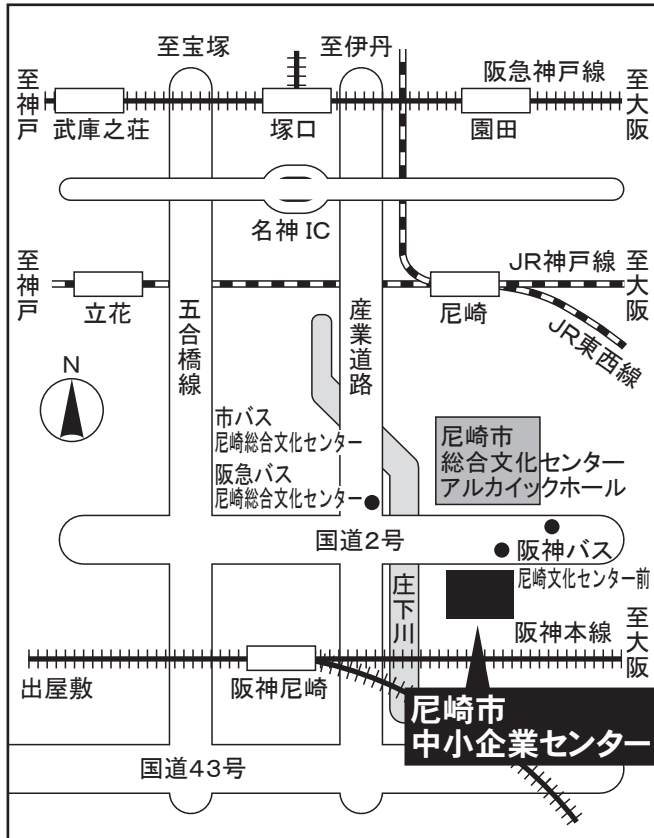 至宝塚
至伊丹
阪急神戸線
至神戸
至大阪
武庫之荘
塚口
園田
名神 IC
至神戸
JR神戸線
至大阪
立花
五合橋線
産業道路
尼崎
JR東西線
N
市バス
尼崎総合文化センター
阪急バス
尼崎総合文化センター
尼崎市
総合文化センター
アルカイックホール
国道2号
阪神バス
尼崎文化センター前
庄下川
阪神本線
至大阪
出屋敷
阪神尼崎
尼崎市
中小企業センター
国道43号